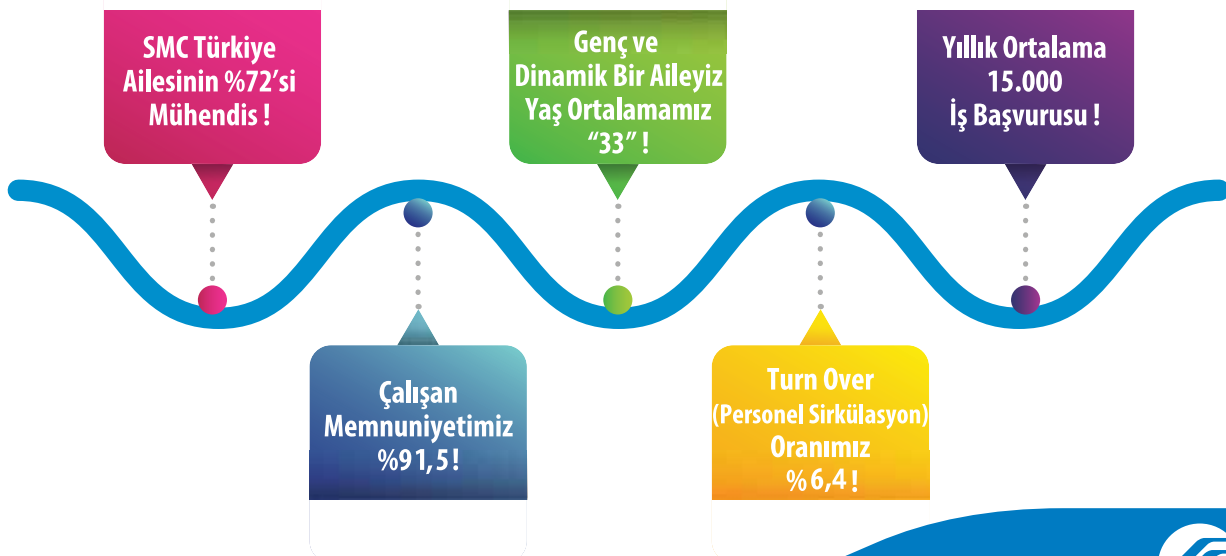 SMC Türkiye
Ailesinin %72'si
Mühendis !
Çalışan
Memnuniyetimiz
%91,5!
Genç ve
Dinamik Bir Aileyiz
Yaş Ortalamamız
“33” !
Turn Over
(Personel Sirkülasyon)
Oranımız
%6,4!
Yıllık Ortalama
15.000
İş Başvurusu !